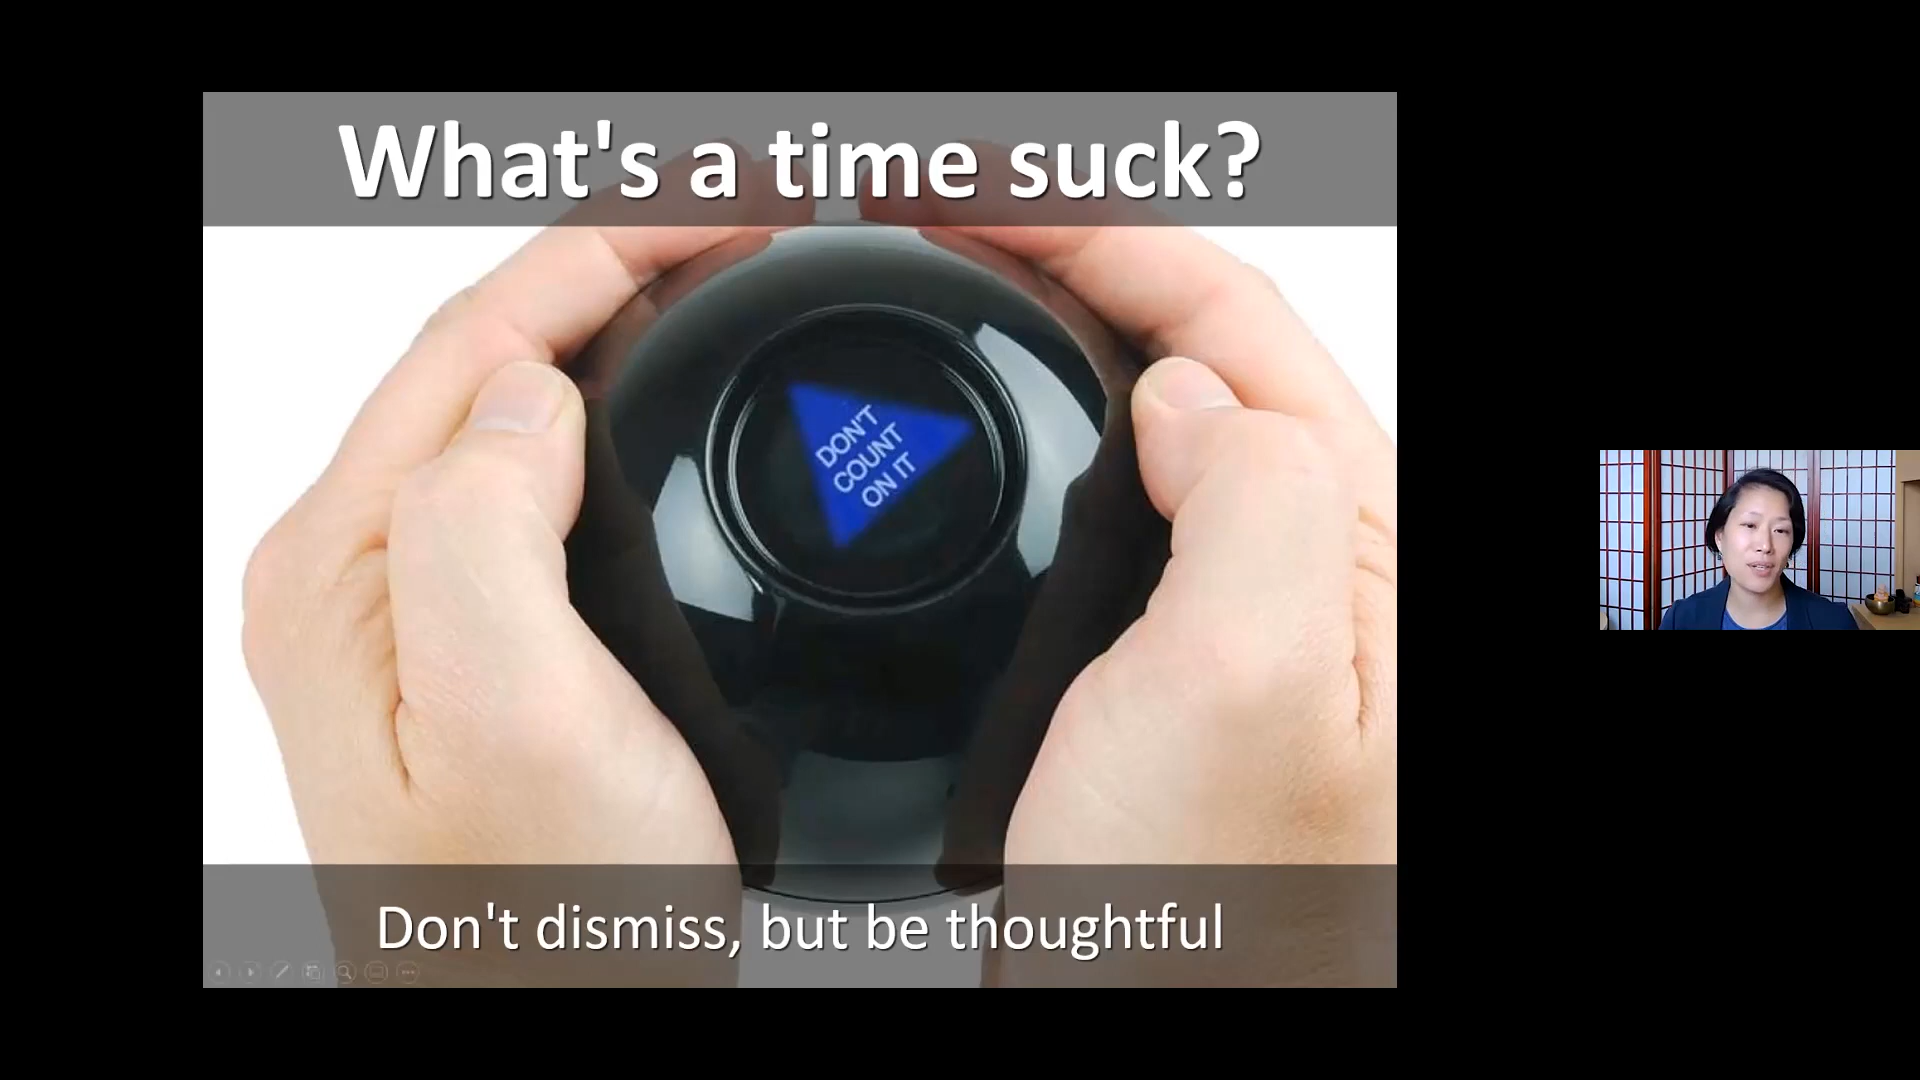 What's a time suck?
DON'T
COUNT
ON IT
Don't dismiss, but be thoughtful